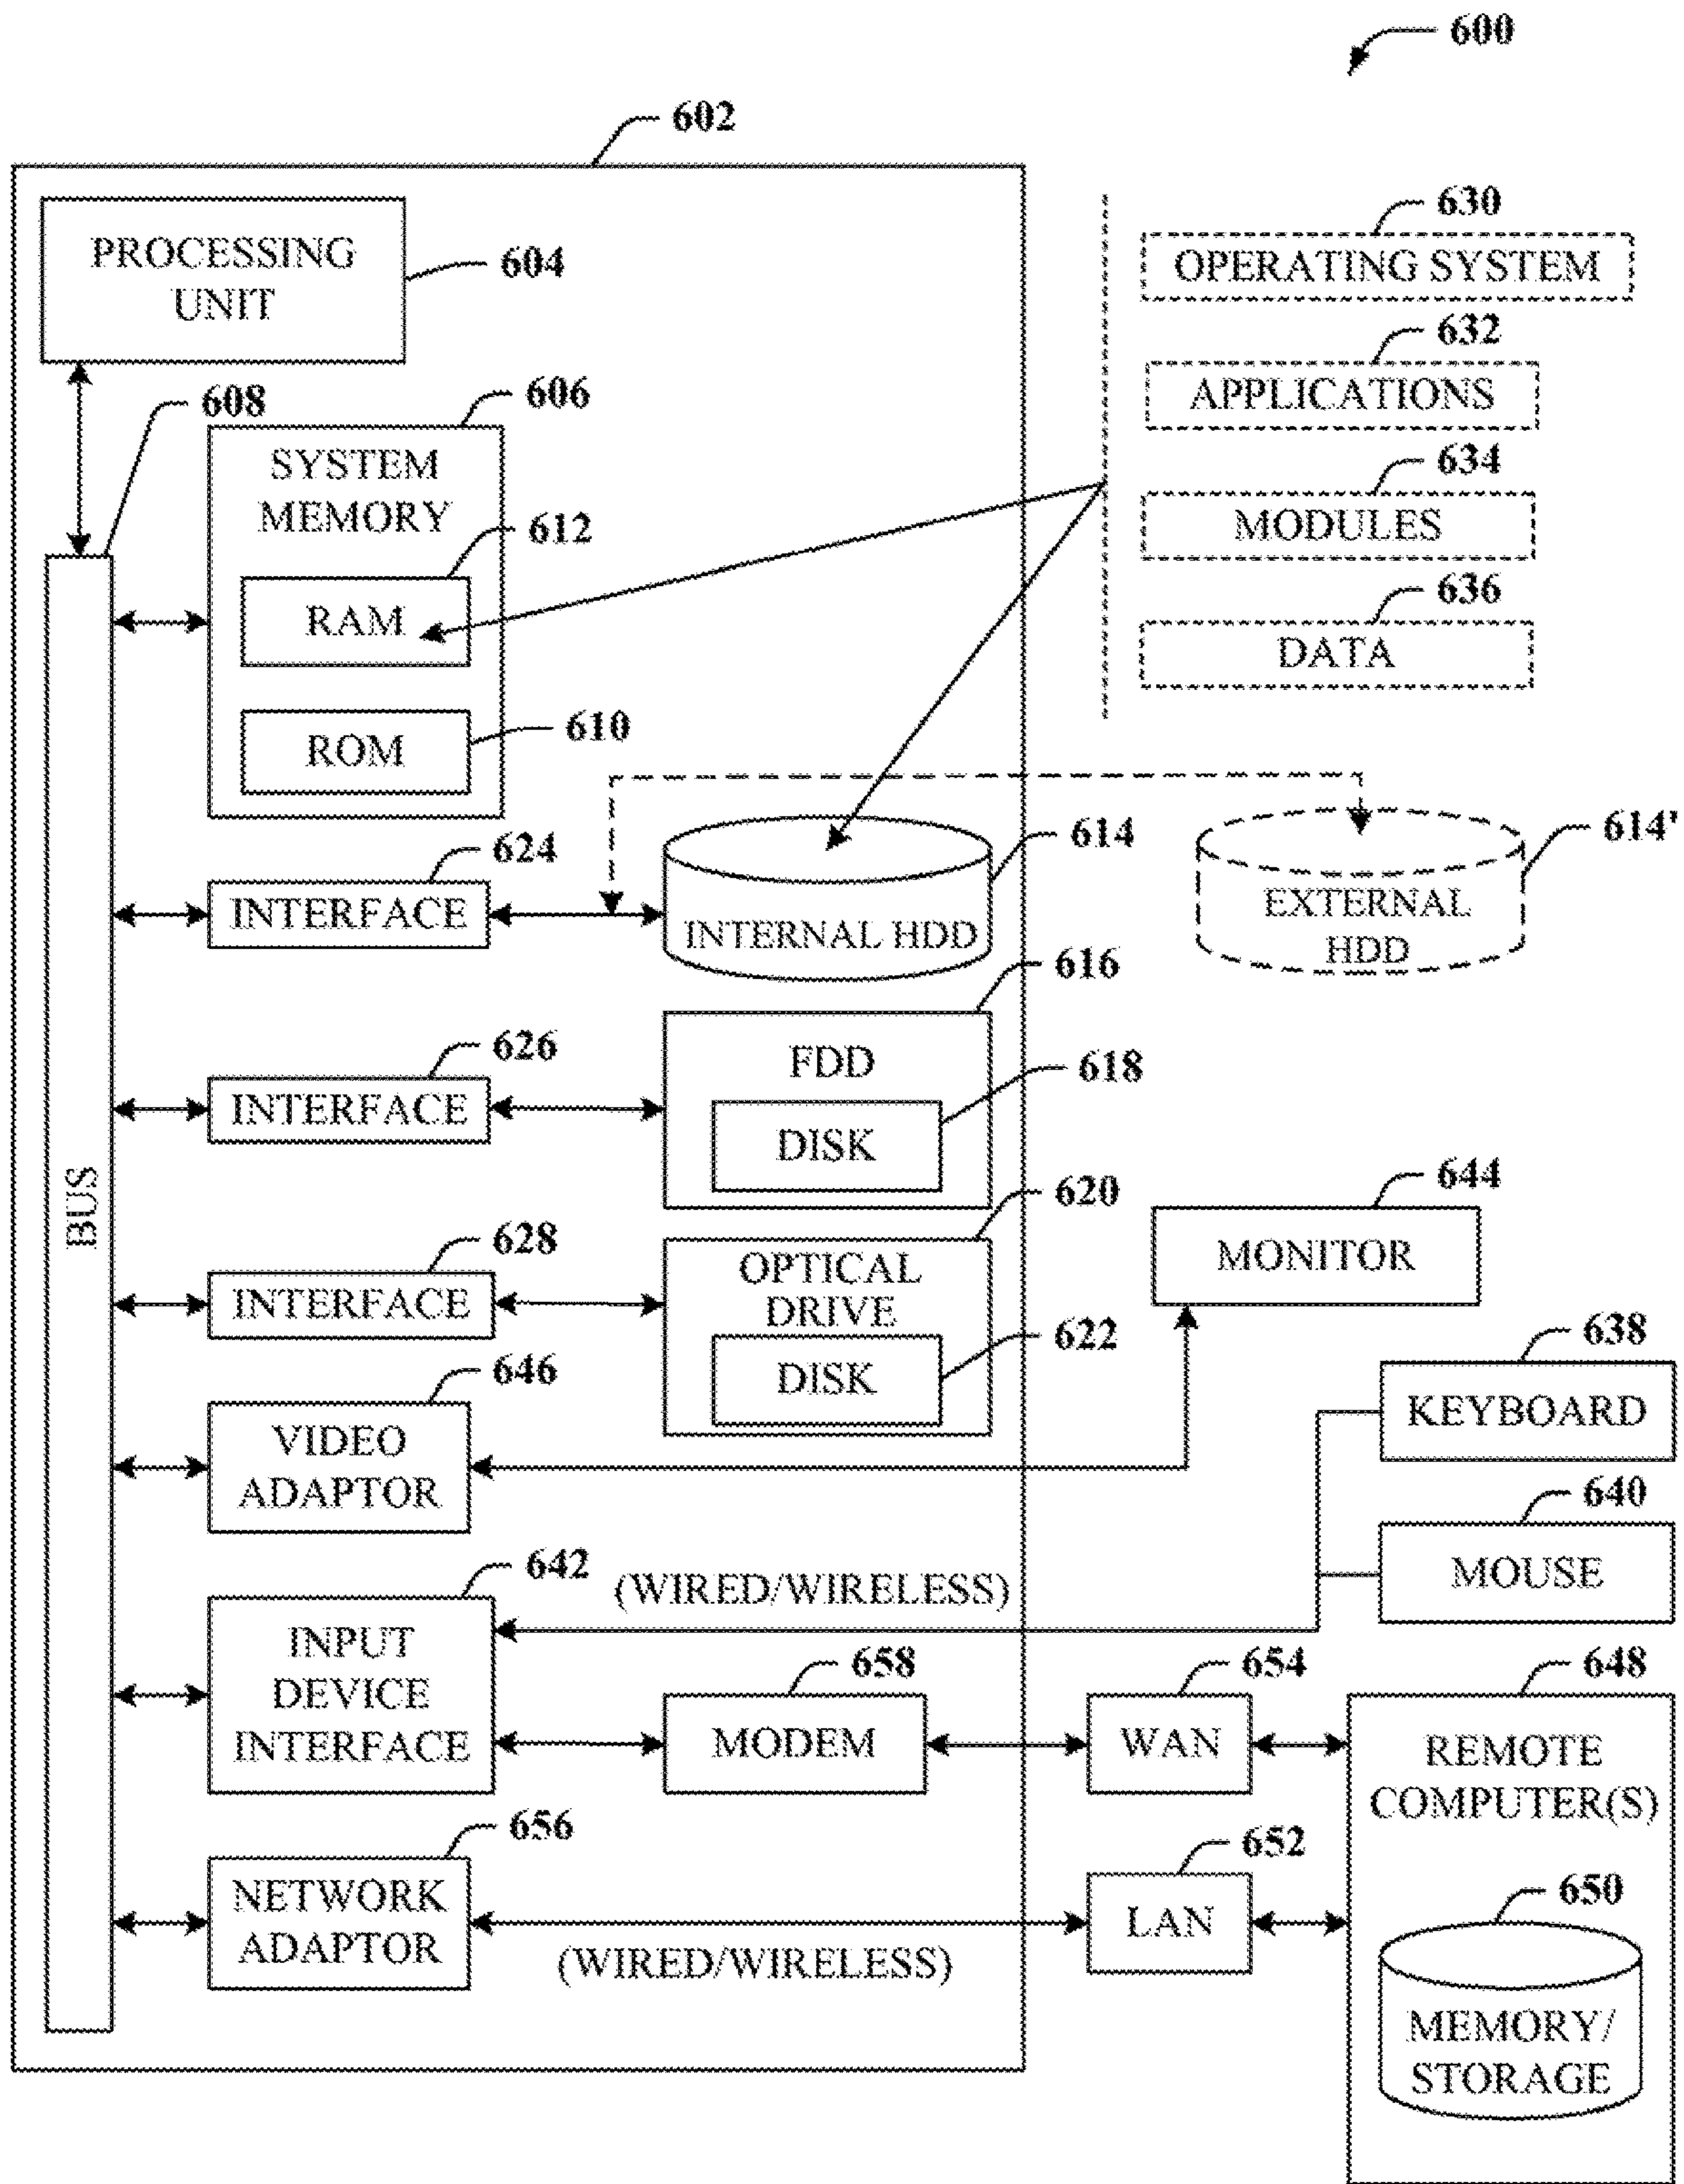 600
602
PROCESSING
UNIT
604
630
OPERATING SYSTEM
632
APPLICATIONS
634
MODULES
636
DATA
608
606
SYSTEM
MEMORY
612
RAM
610
ROM
624
INTERFACE
614
INTERNAL HDD
614'
EXTERNAL
HDD
626
INTERFACE
616
FDD
618
DISK
BUS
628
INTERFACE
620
OPTICAL
DRIVE
622
DISK
644
MONITOR
638
KEYBOARD
646
VIDEO
ADAPTOR
640
MOUSE
642
(WIRED/WIRELESS)
INPUT
DEVICE
INTERFACE
658
MODEM
654
WAN
648
REMOTE
COMPUTER(S)
656
NETWORK
ADAPTOR
(WIRED/WIRELESS)
652
LAN
650
MEMORY/
STORAGE